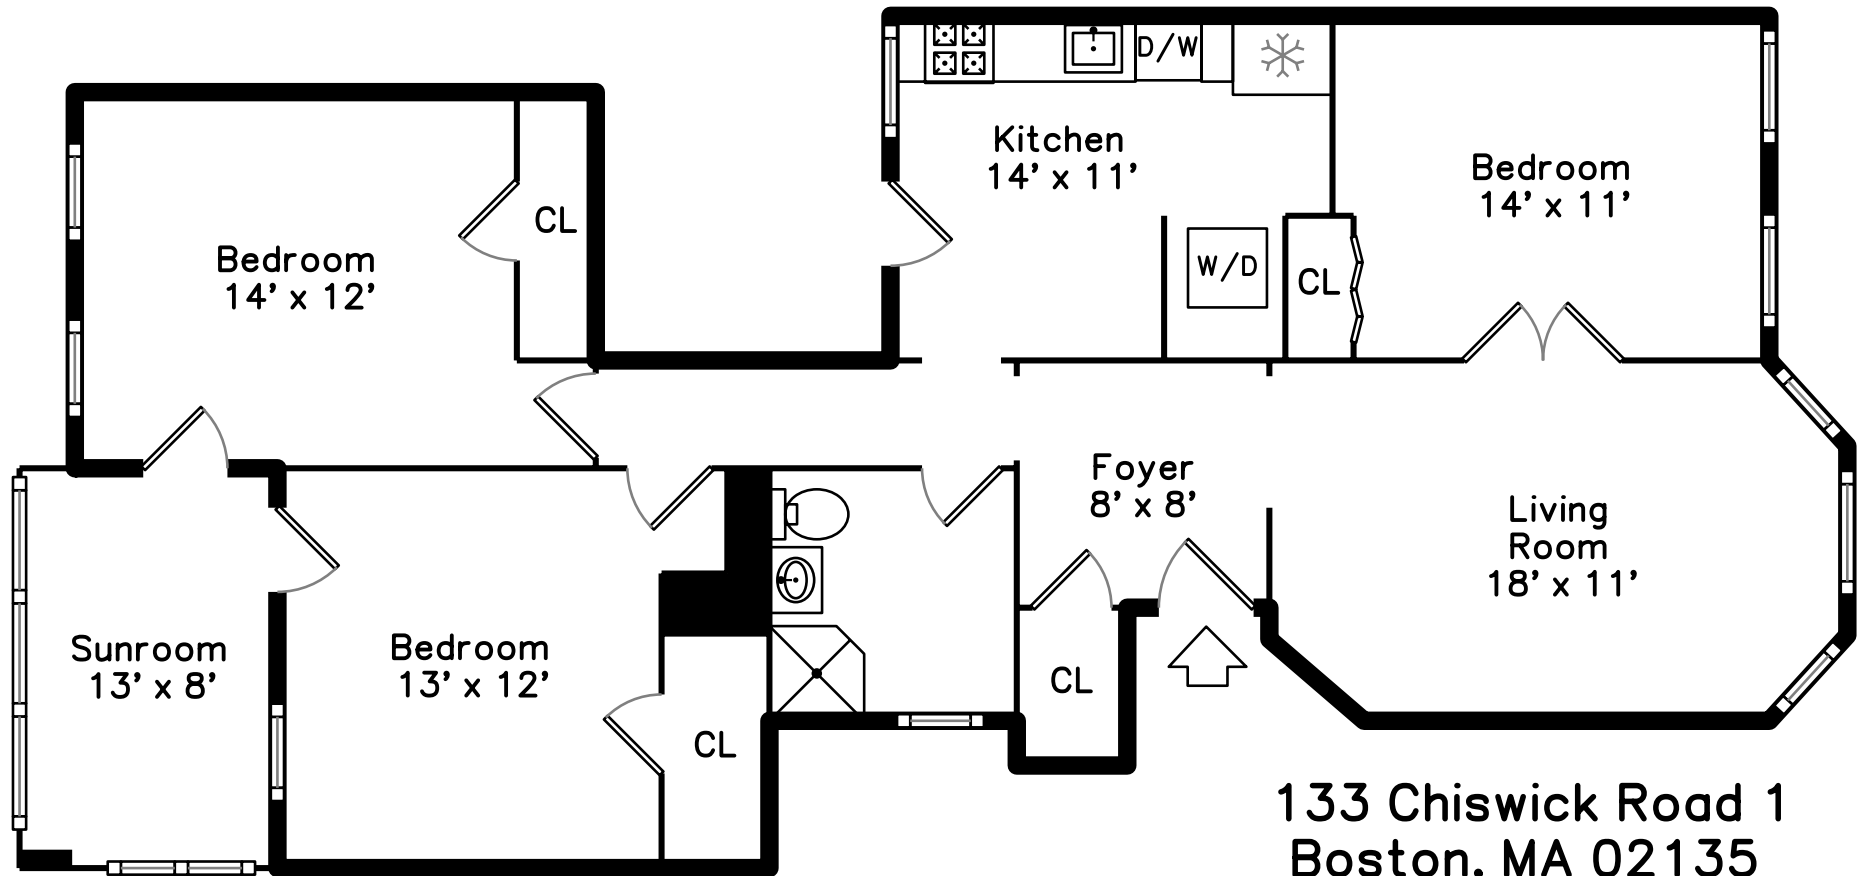 D/W
Kitchen
14' x 11'
Bedroom
14' x 11'
CL
Bedroom
14' x 12'
W/D
CL
Foyer
8' x 8'
Living
Room
18' x 11'
Sunroom
13' x 8'
Bedroom
13' x 12'
CL
CL
133 Chiswick Road 1
Boston, MA 02135